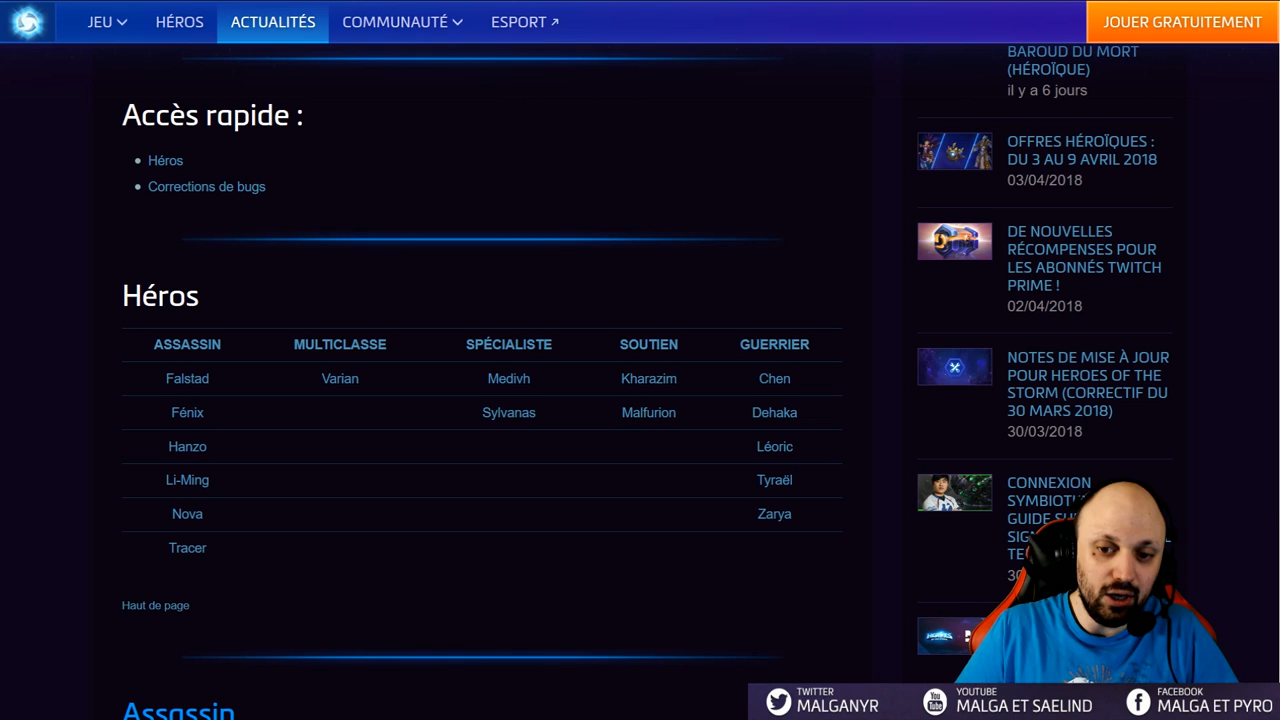 JEU
HÉROS
ACTUALITÉS
COMMUNAUTÉ
ESPORT
JOUER GRATUITEMENT
Accès rapide :
Héros
Corrections de bugs
Héros
ASSASSIN MULTICLASSE SPÉCIALISTE SOUTIEN GUERRIER
Falstad Varian Medivh Kharazim Chen
Fénix Sylvanas Malfurion Dehaka
Hanzo Léoric
Li-Ming Tyraël
Nova Zarya
Tracer
Haut de page
Assassin
BAROUD DU MORT
(HÉROÏQUE)
il y a 6 jours
OFFRES HÉROÏQUES :
DU 3 AU 9 AVRIL 2018
03/04/2018
DE NOUVELLES
RÉCOMPENSES POUR
LES ABONNÉS TWITCH
PRIME !
02/04/2018
NOTES DE MISE À JOUR
POUR HEROES OF THE
STORM (CORRECTIF DU
30 MARS 2018)
30/03/2018
CONNEXION
GUIDE
TWITTER
MALGANYR
YOUTUBE
MALGA ET SAELIND
FACEBOOK
MALGA ET PYRO